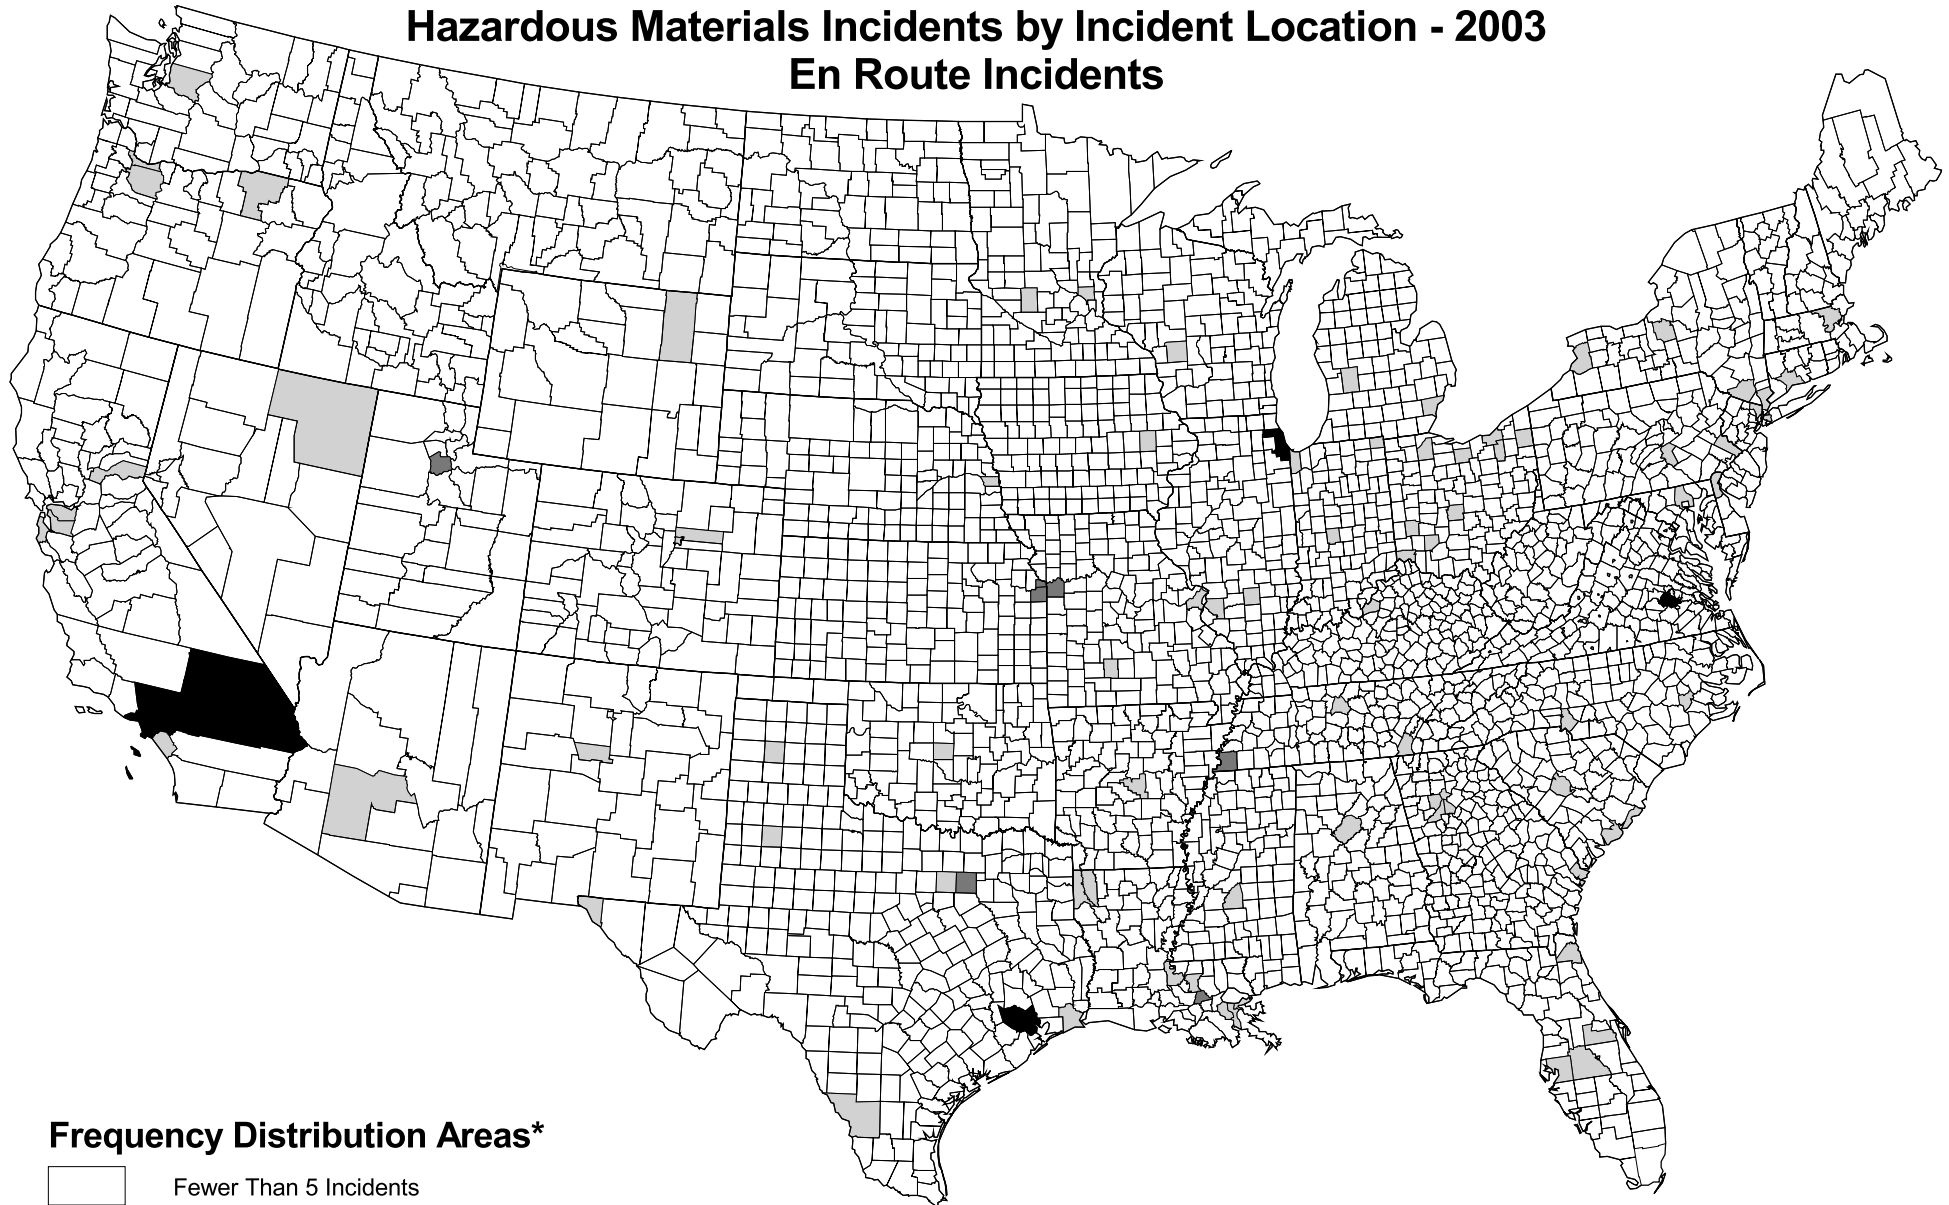 Hazardous Materials Incidents by Incident Location - 2003
En Route Incidents
Frequency Distribution Areas*
Fewer Than 5 Incidents